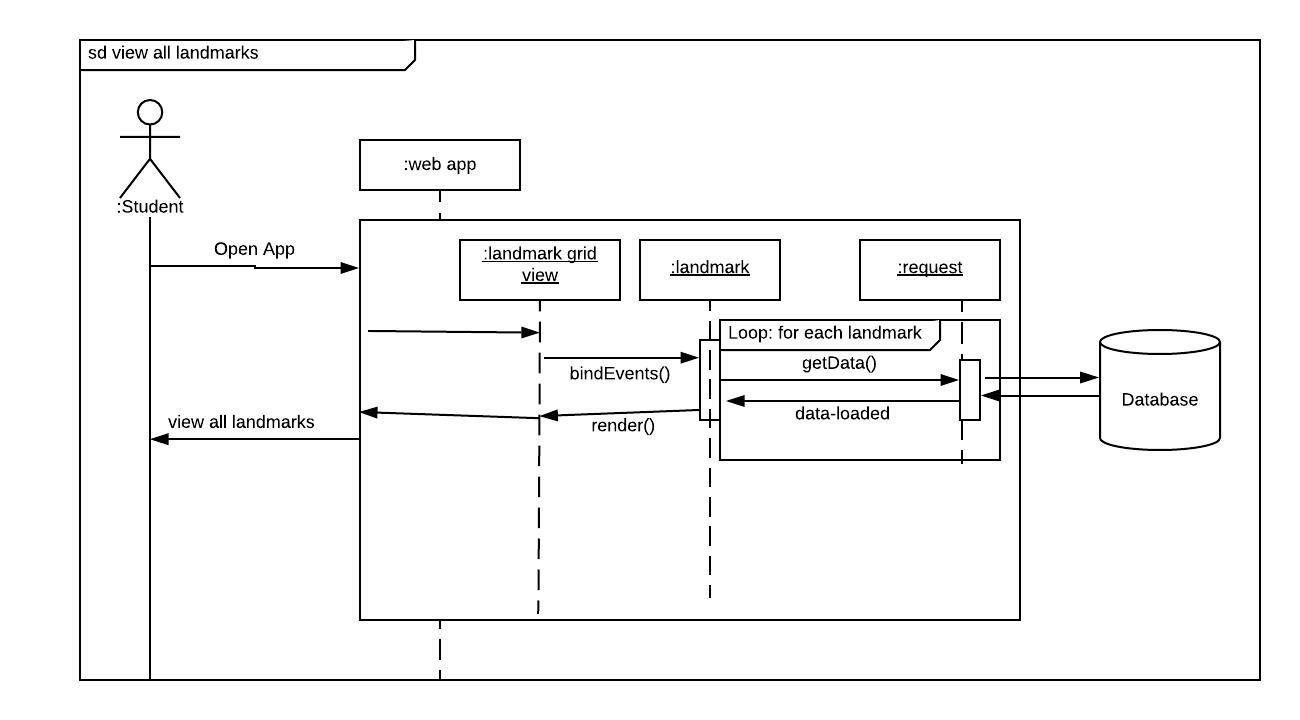 sd view all landmarks
:web app
:Student
Open App
:landmark grid
view
:landmark
:request
Loop: for each landmark
getData()
bindEvents()
data-loaded
Database
view all landmarks
render()